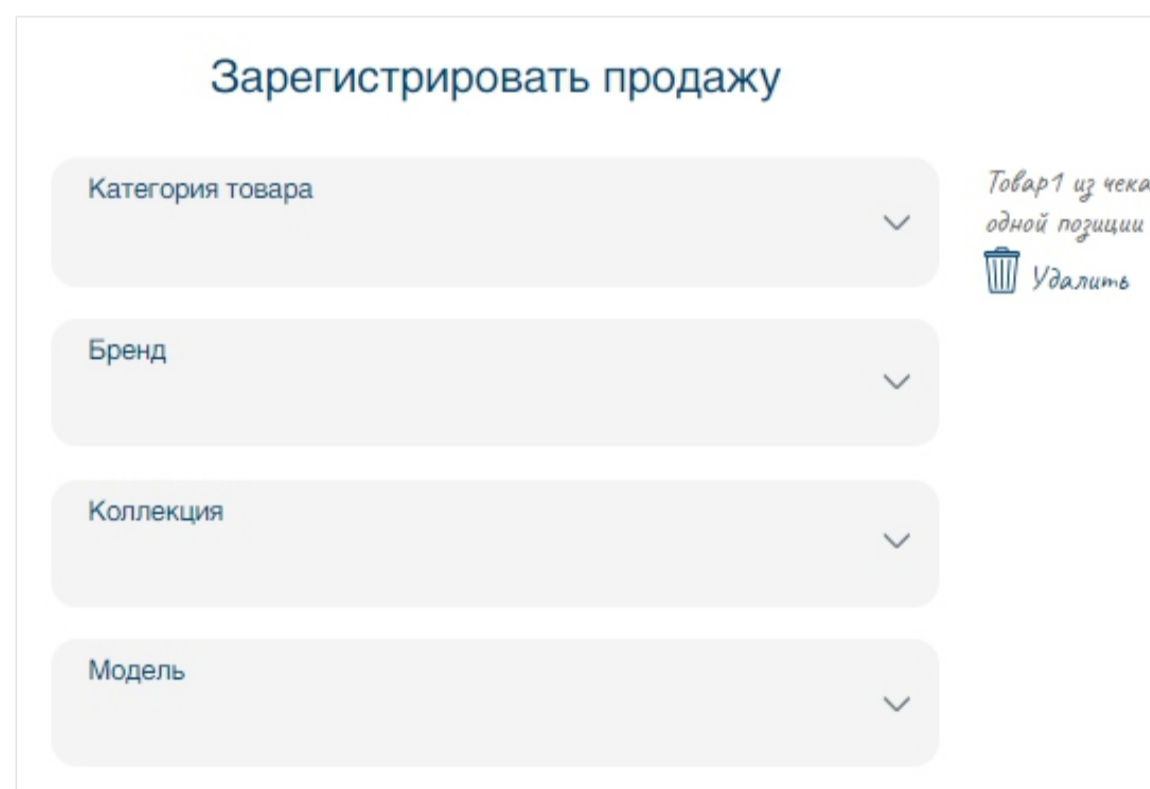 Зарегистрировать продажу
Категория товара
Товар1 из чека
одной позиции
Удалить
Бренд
Коллекция
Модель